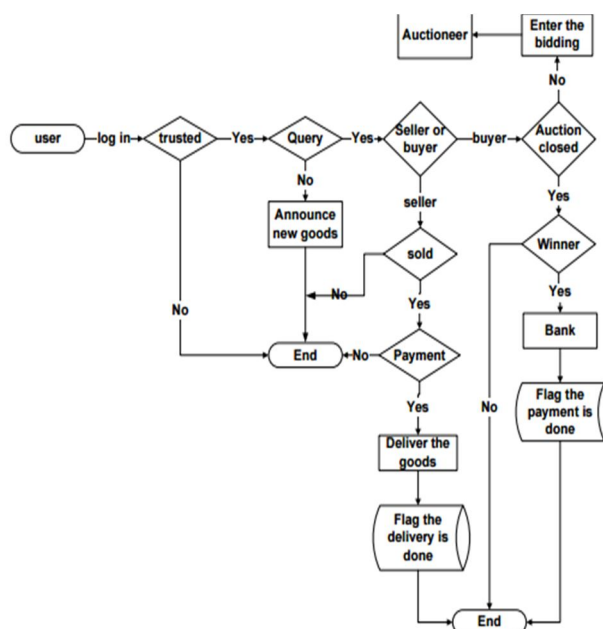 Auctioneer
Enter the
bidding
No
user
log in
trusted
Yes
Query
Yes
Seller or
buyer
buyer
Auction
closed
No
seller
Yes
Announce
new goods
sold
Winner
No
No
Yes
Yes
Bank
End
No
Payment
Yes
No
Flag the
payment is
done
Deliver the
goods
Flag the
delivery is
done
End